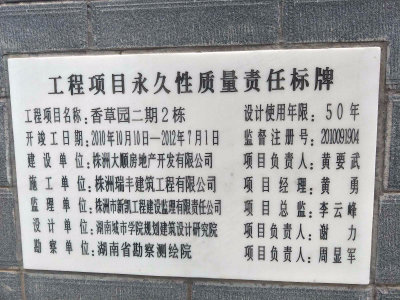 工程项目永久性质量责任标牌
工程项目名称：香草园二期2栋 设计使用年限：50年
开竣工日期：2010年10月10日—2012年7月1日 监督注册号：2010091904
建设单位：株洲大顺房地产开发有限公司 项目负责人：黄要武
施工单位：株洲瑞丰建筑工程有限公司 项目经理：黄勇
监理单位：株洲市新凯工程建设监理有限责任公司 项目总监：李云峰
设计单位：湖南城市学院规划建筑设计研究院 项目负责人：谢力
勘察单位：湖南省勘察测绘院 项目负责人：周显军